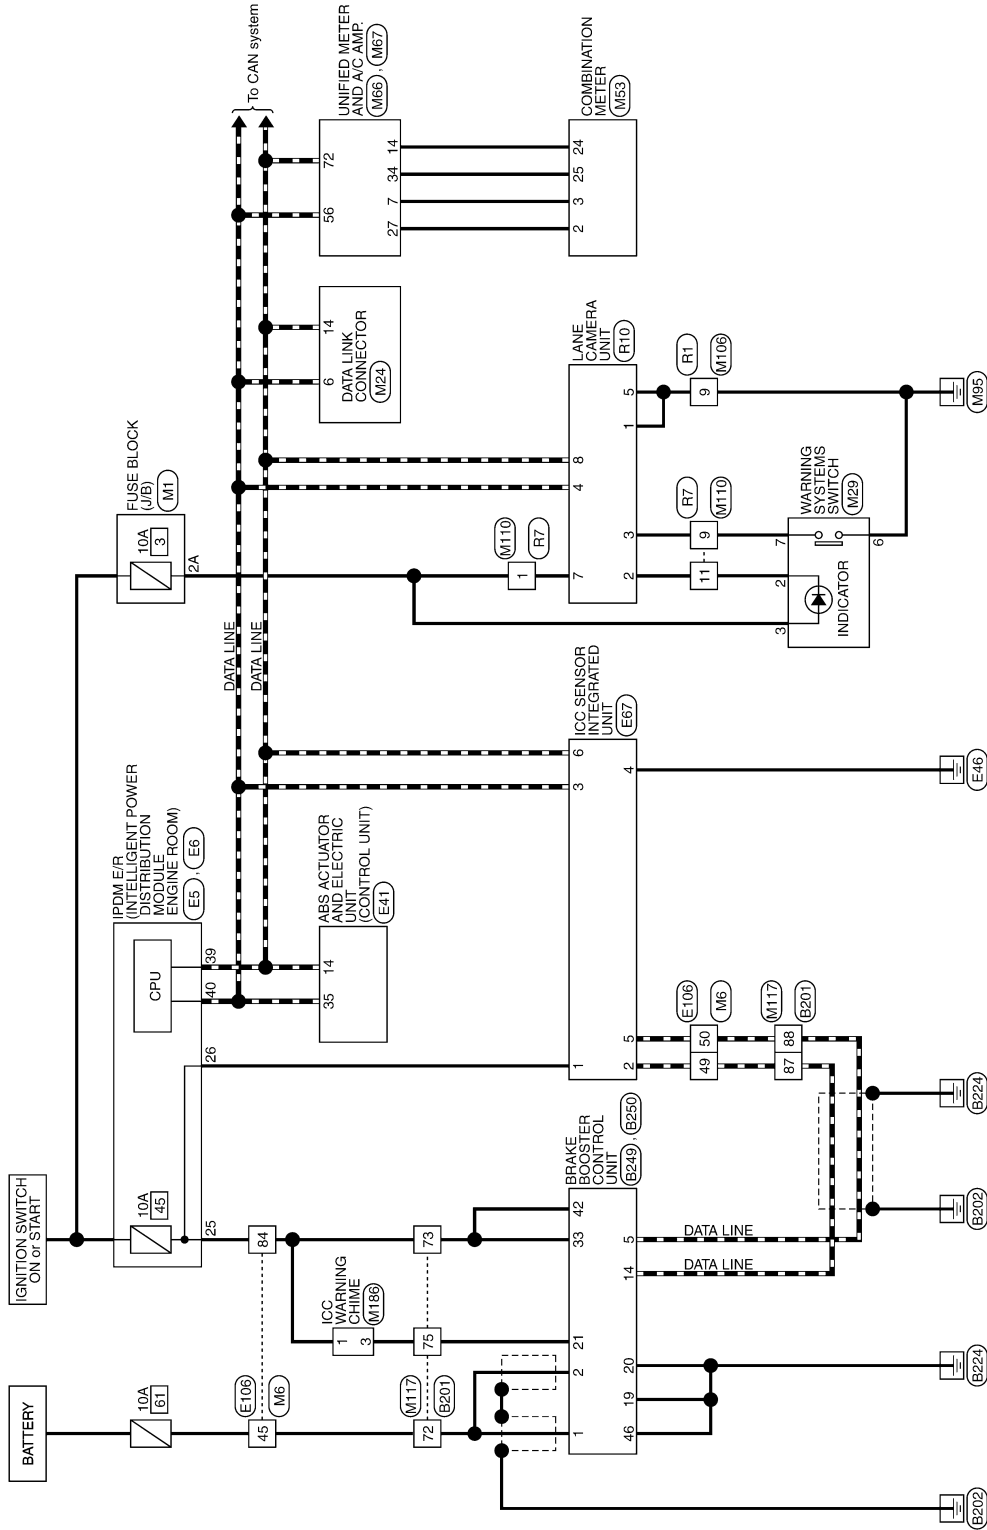 BATTERY
10A
61
E106
M6
45
M117
B201
72
IGNITION SWITCH
ON or START
IPDM E/R
(INTELLIGENT POWER
DISTRIBUTION
MODULE
ENGINE ROOM)
E5 , E6
10A
45
CPU
25
26
40
39
84
ICC
WARNING
CHIME
M186
1
3
75
73
BRAKE
BOOSTER
CONTROL
UNIT
B249 , B250
1
2
21
33
42
46
19
20
14
5
DATA LINE
DATA LINE
B202
B224
B202
B224
ABS ACTUATOR
AND ELECTRIC
UNIT
(CONTROL UNIT)
E41
35
14
ICC SENSOR
INTEGRATED
UNIT
E67
1
3
6
2
5
4
E106
M6
49
50
M117
B201
87
88
E46
DATA LINE
DATA LINE
FUSE BLOCK
(J/B)
M1
10A
3
2A
M110
R7
1
LANE
CAMERA
UNIT
R10
7
4
8
2
3
1
5
R7
M110
11
9
R1
M106
9
WARNING
SYSTEMS
SWITCH
M29
3
2
7
6
INDICATOR
M95
DATA LINK
CONNECTOR
M24
6
14
UNIFIED METER
AND A/C AMP.
M66 , M67
56
72
27
7
34
14
COMBINATION
METER
M53
2
3
25
24
To CAN system